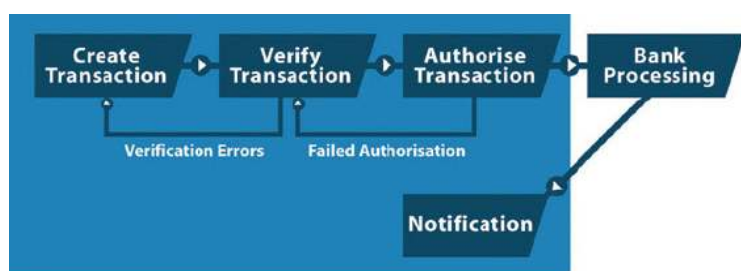 Create
Transaction
Verify
Transaction
Authorise
Transaction
Bank
Processing
Verification Errors
Failed Authorisation
Notification